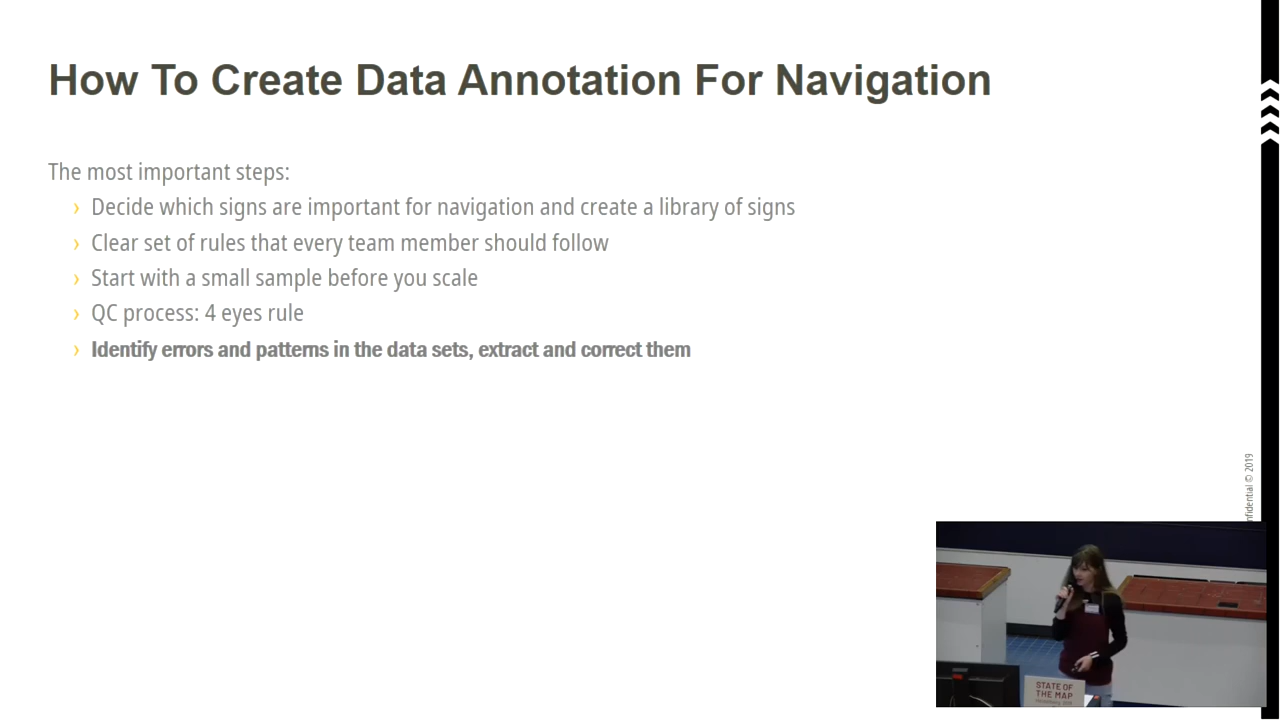 How To Create Data Annotation For Navigation
The most important steps:
› Decide which signs are important for navigation and create a library of signs
› Clear set of rules that every team member should follow
› Start with a small sample before you scale
› QC process: 4 eyes rule
› Identify errors and patterns in the data sets, extract and correct them
© 2019
STATE OF
THE MAP